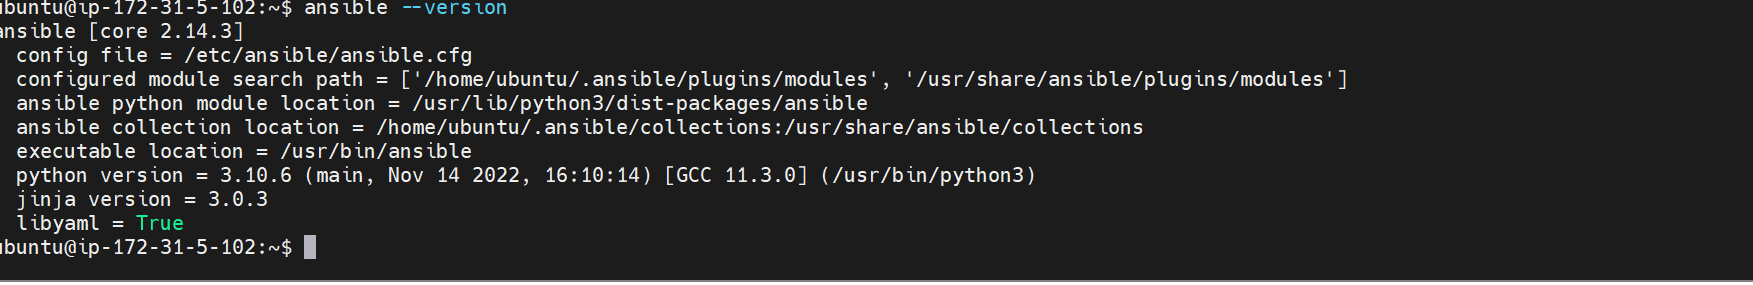 ubuntu@ip-172-31-5-102:~$ ansible --version
ansible [core 2.14.3]
  config file = /etc/ansible/ansible.cfg
  configured module search path = ['/home/ubuntu/.ansible/plugins/modules', '/usr/share/ansible/plugins/modules']
  ansible python module location = /usr/lib/python3/dist-packages/ansible
  ansible collection location = /home/ubuntu/.ansible/collections:/usr/share/ansible/collections
  executable location = /usr/bin/ansible
  python version = 3.10.6 (main, Nov 14 2022, 16:10:14) [GCC 11.3.0] (/usr/bin/python3)
  jinja version = 3.0.3
  libyaml = True
ubuntu@ip-172-31-5-102:~$